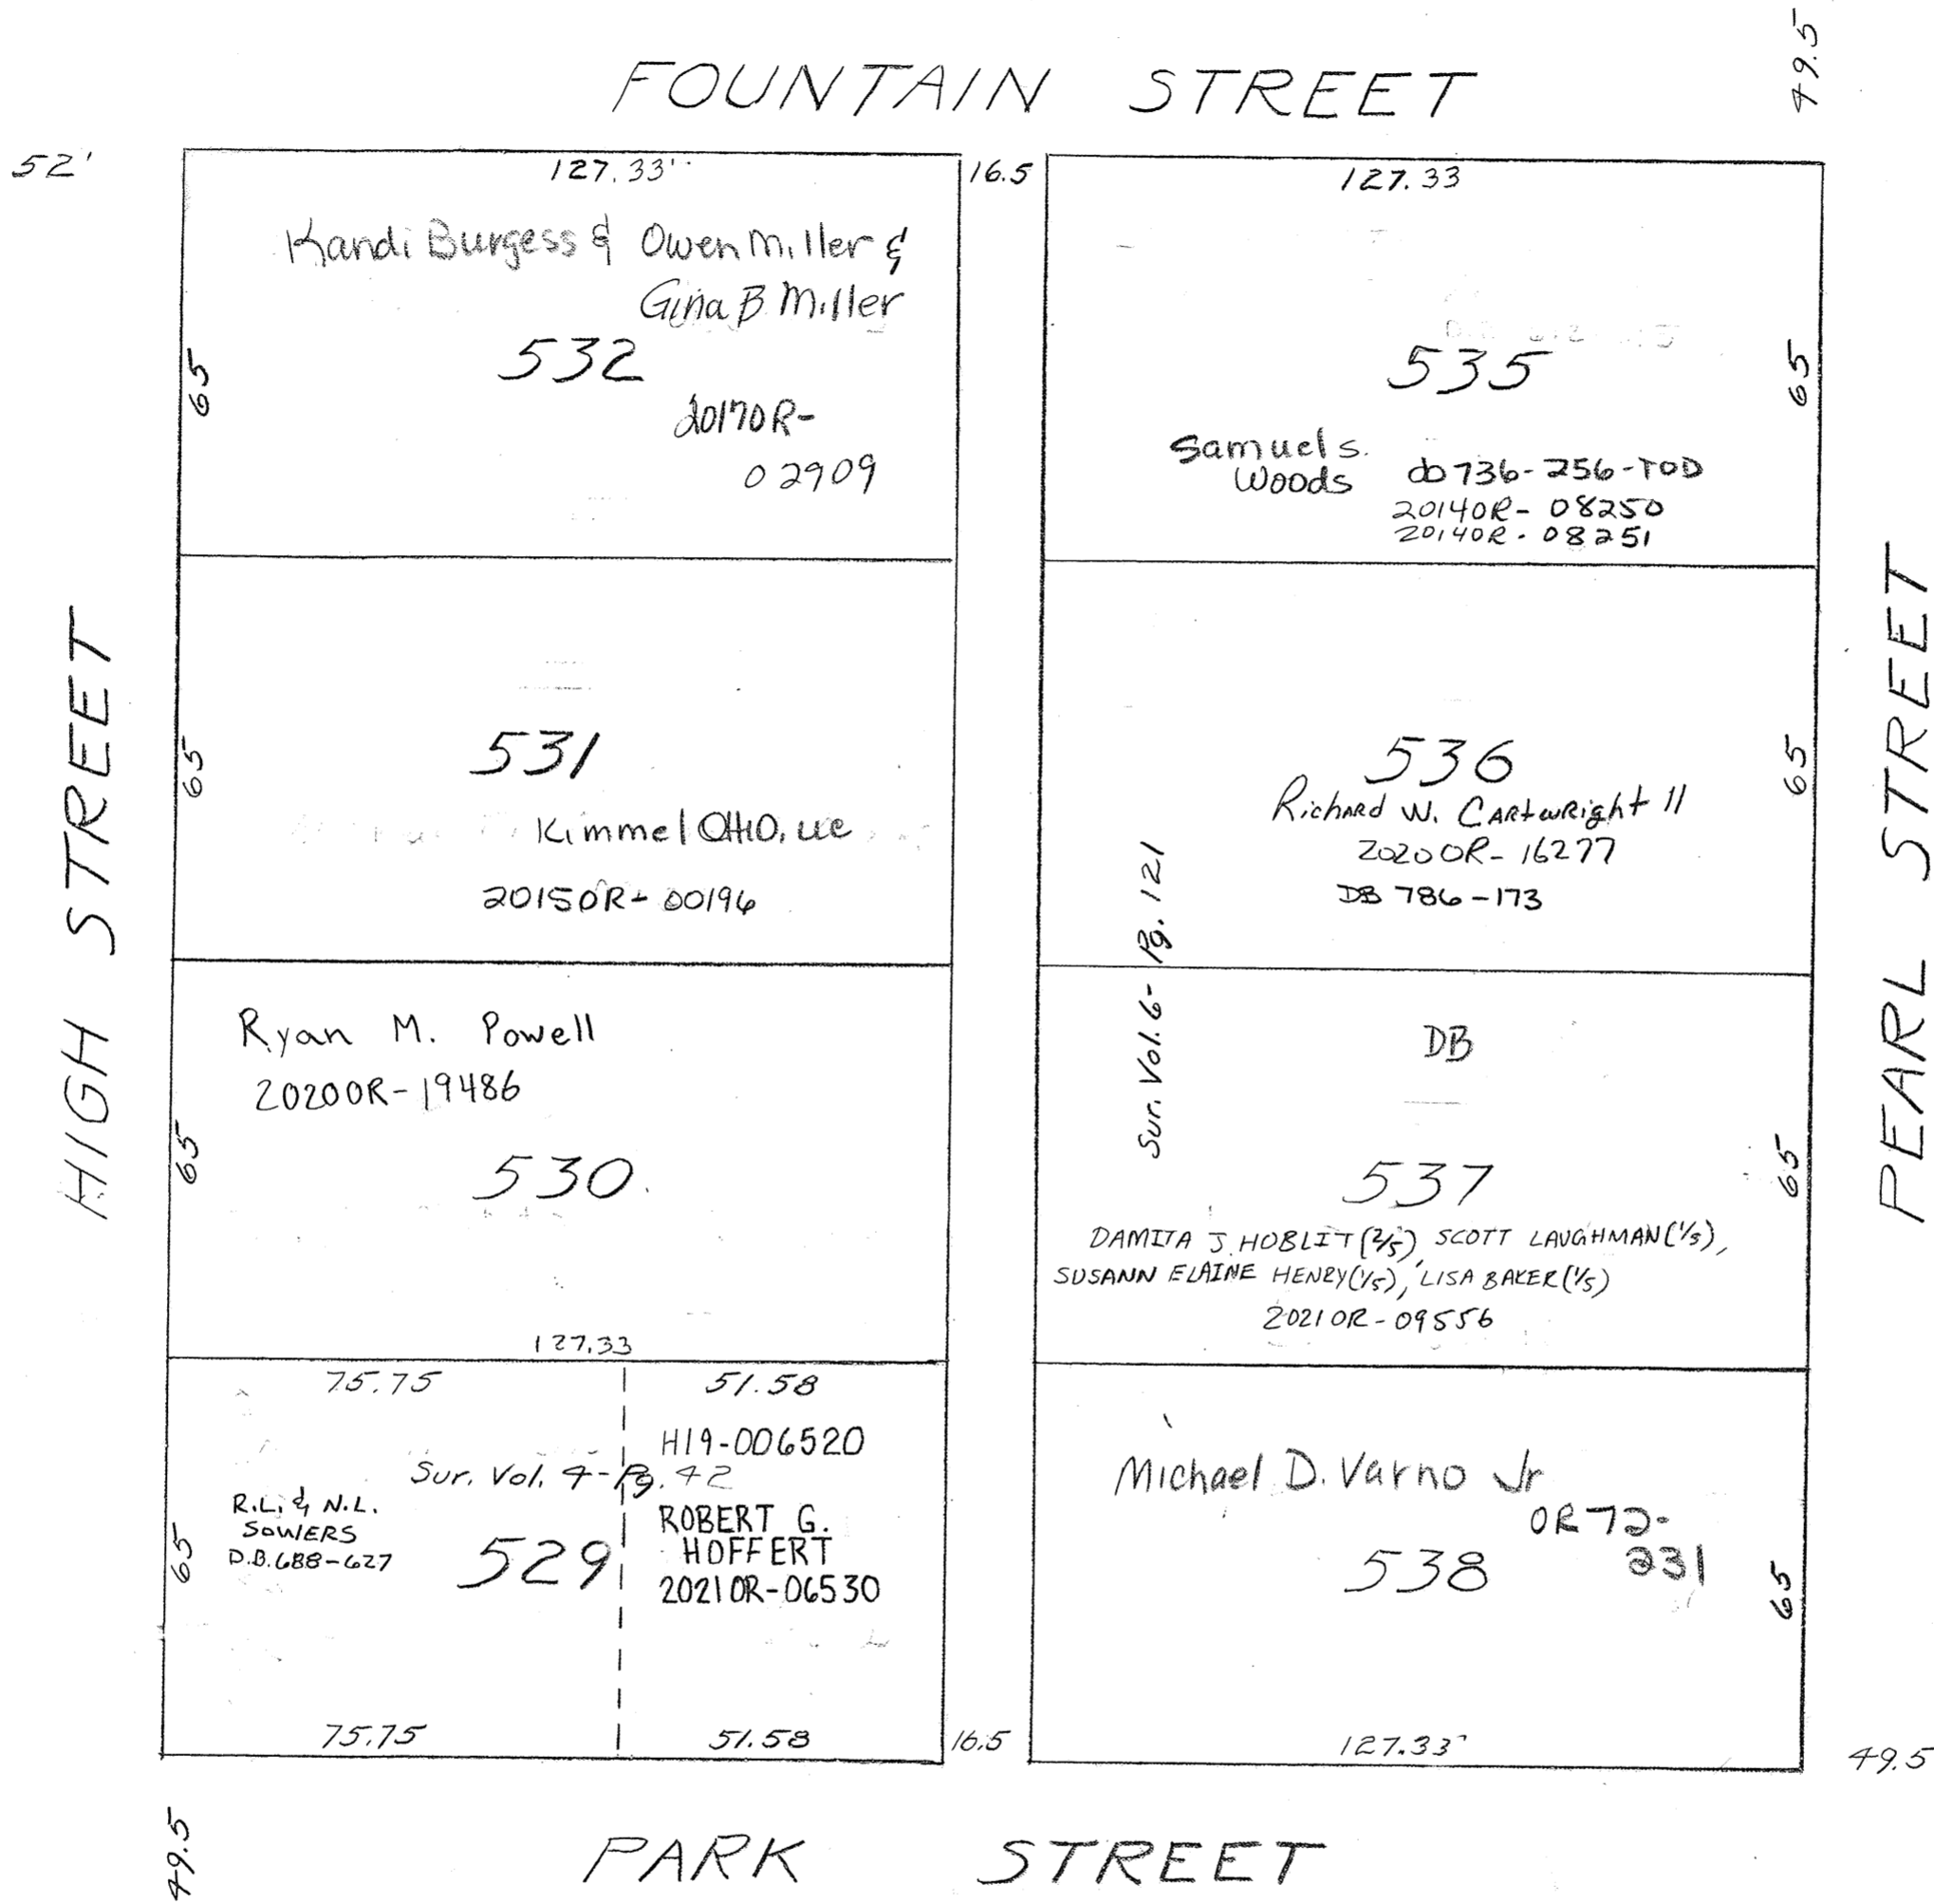 49.5
FOUNTAIN STREET
52'
127.33'
16.5
127.33
Kandi Burgess & Owen Miller &
Gina B Miller
532
65
2017OR-
02909
535
65
Samuel S.
Woods
db 736-256-TOD
2014OR- 08250
2014OR- 08251
HIGH STREET
PEARL STREET
531
65
Kimmel OHIO, LLC
2015OR- 00196
536
65
Richard W. Cartwright II
2020OR- 16277
DB 786-173
Sur. Vol. 6- Pg. 121
Ryan M. Powell
2020OR-19486
530
65
127.33
DB
537
65
DAMITA J. HOBLIT (2/5), SCOTT LAUGHMAN (1/5),
SUSANN ELAINE HENRY (1/5), LISA BAKER (1/5)
2021OR-09556
75.75
51.58
H19-006520
Sur. Vol. 4-Pg. 42
R.L. & N.L.
SOWERS
D.B. 688-627
529
65
ROBERT G.
HOFFERT
2021OR-06530
75.75
51.58
16.5
Michael D. Varno Jr
OR 72-
231
538
65
127.33
49.5
49.5
PARK STREET